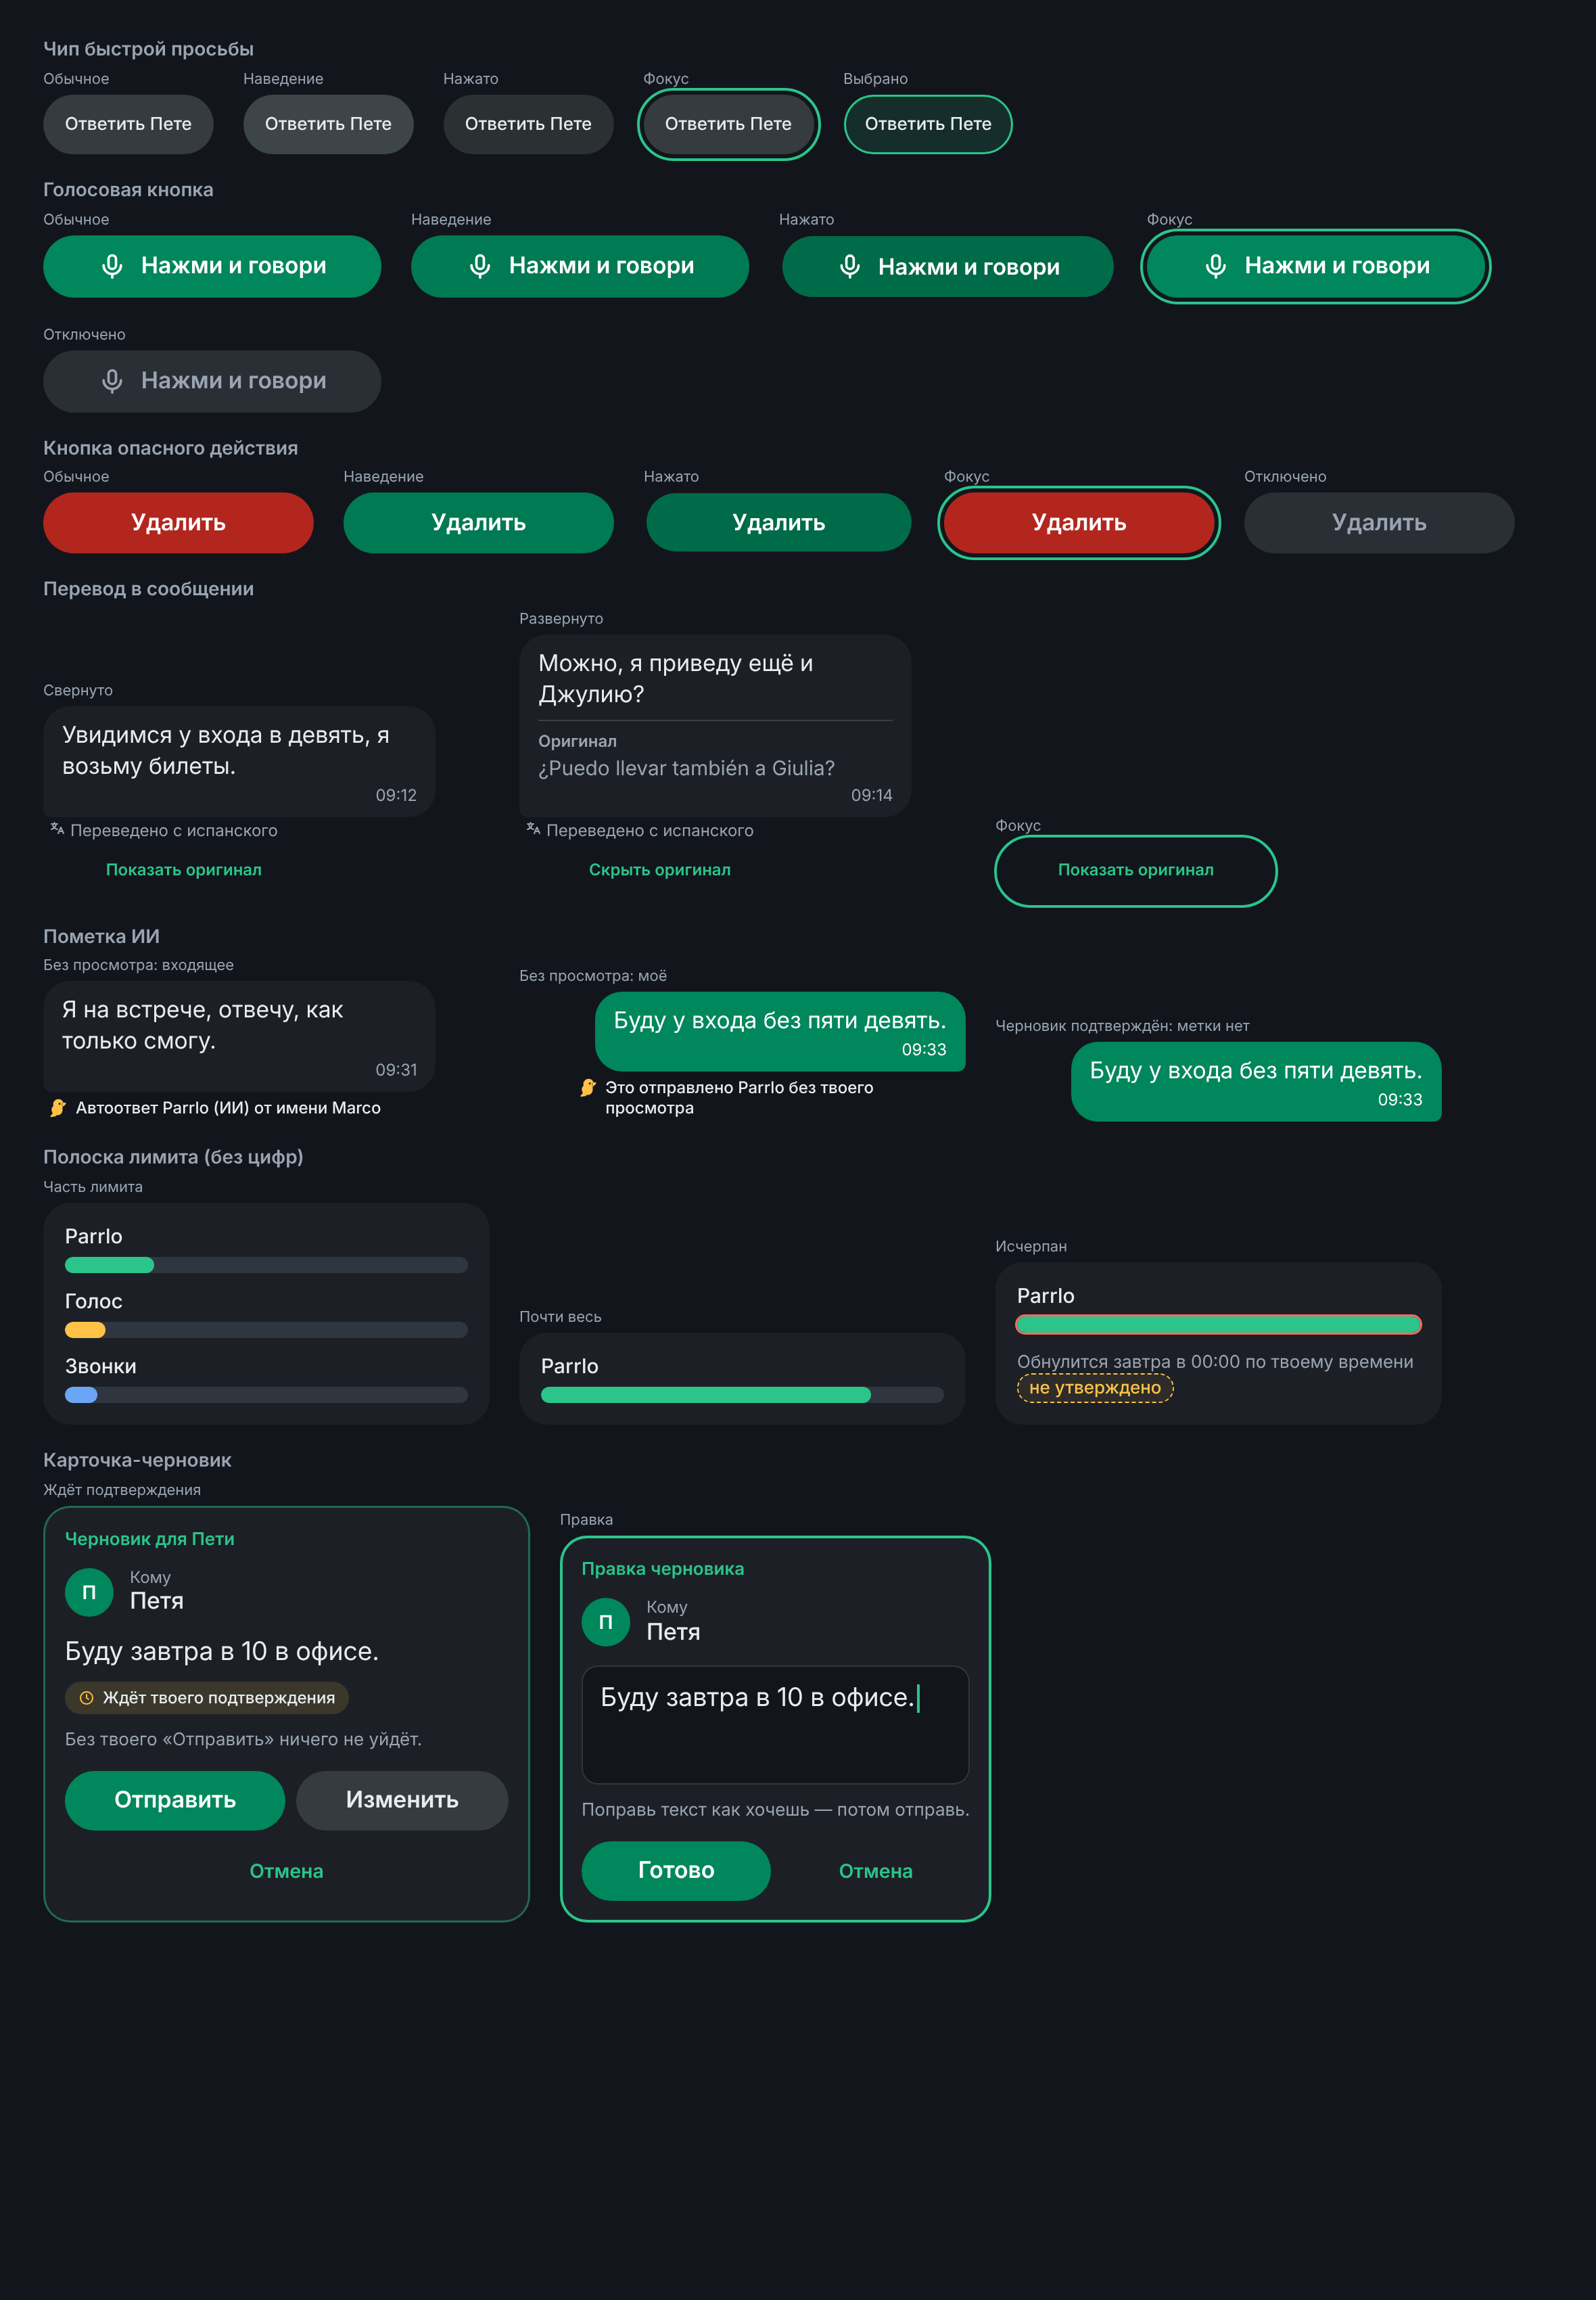 Чип быстрой просьбы
Обычное
Наведение
Нажато
Фокус
Выбрано
Ответить Пете
Ответить Пете
Ответить Пете
Ответить Пете
Ответить Пете
Голосовая кнопка
Обычное
Наведение
Нажато
Фокус
Нажми и говори
Нажми и говори
Нажми и говори
Нажми и говори
Отключено
Нажми и говори
Кнопка опасного действия
Обычное
Наведение
Нажато
Фокус
Отключено
Удалить
Удалить
Удалить
Удалить
Удалить
Перевод в сообщении
Свернуто
Увидимся у входа в девять, я
возьму билеты.
09:12
Переведено с испанского
Показать оригинал
Развернуто
Можно, я приведу ещё и
Джулию?
Оригинал
¿Puedo llevar también a Giulia?
09:14
Переведено с испанского
Скрыть оригинал
Фокус
Показать оригинал
Пометка ИИ
Без просмотра: входящее
Я на встрече, отвечу, как
только смогу.
09:31
Автоответ Parrlo (ИИ) от имени Marco
Без просмотра: моё
Буду у входа без пяти девять.
09:33
Это отправлено Parrlo без твоего
просмотра
Черновик подтверждён: метки нет
Буду у входа без пяти девять.
09:33
Полоска лимита (без цифр)
Часть лимита
Parrlo
Голос
Звонки
Почти весь
Parrlo
Исчерпан
Parrlo
Обнулится завтра в 00:00 по твоему времени
не утверждено
Карточка-черновик
Ждёт подтверждения
Черновик для Пети
П
Кому
Петя
Буду завтра в 10 в офисе.
Ждёт твоего подтверждения
Без твоего «Отправить» ничего не уйдёт.
Отправить
Изменить
Отмена
Правка
Правка черновика
П
Кому
Петя
Буду завтра в 10 в офисе.
Поправь текст как хочешь — потом отправь.
Готово
Отмена